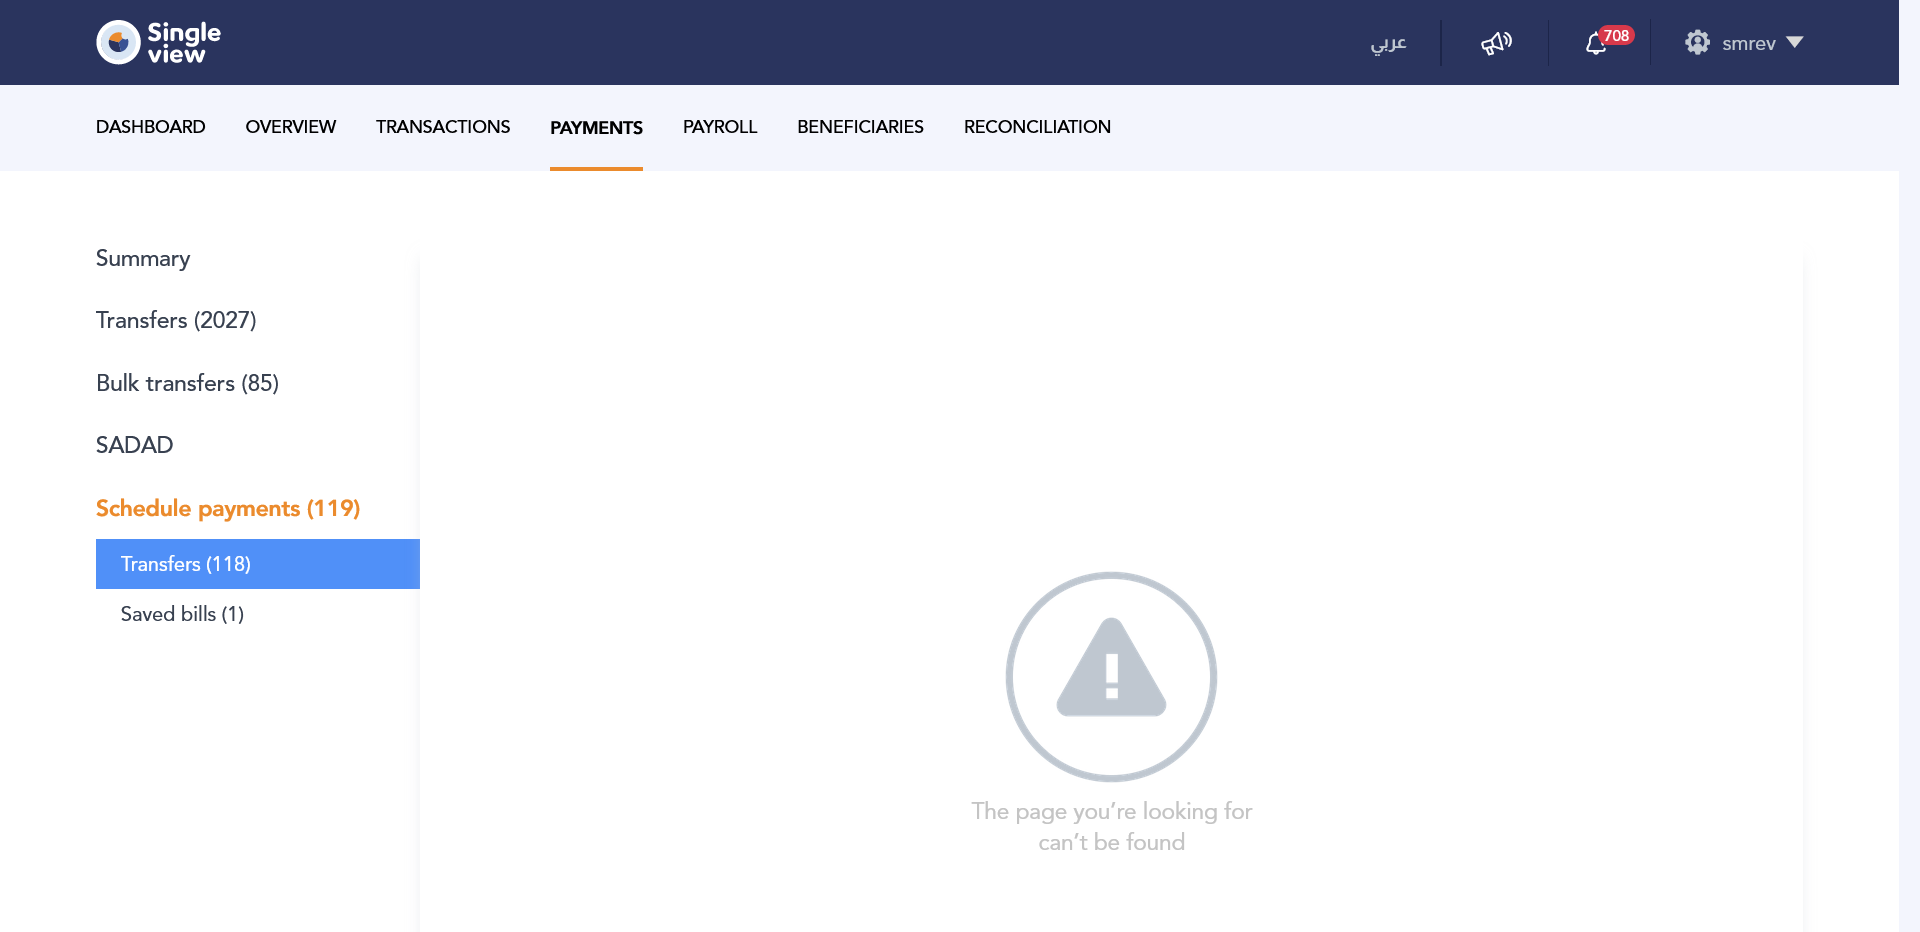 Single
view
عربي
708
smrev
DASHBOARD
OVERVIEW
TRANSACTIONS
PAYMENTS
PAYROLL
BENEFICIARIES
RECONCILIATION
Summary
Transfers (2027)
Bulk transfers (85)
SADAD
Schedule payments (119)
Transfers (118)
Saved bills (1)
The page you’re looking for
can’t be found